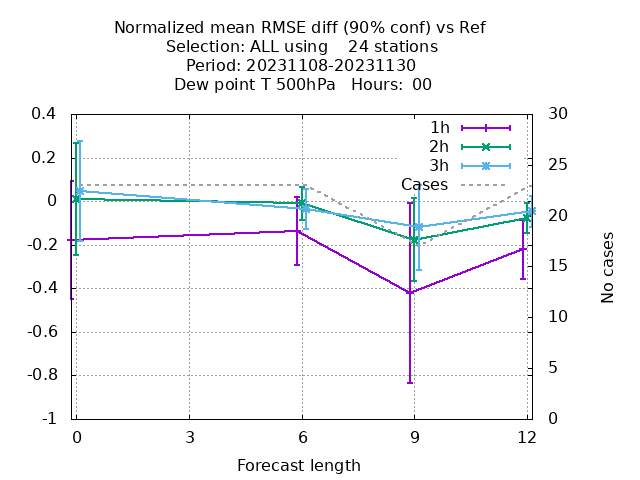 Normalized mean RMSE diff (90% conf) vs Ref
Selection: ALL using    24 stations
Period: 20231108-20231130
Dew point T 500hPa   Hours: 00
0.4
0.2
0
-0.2
-0.4
-0.6
-0.8
-1
30
25
20
15
10
5
0
1h
2h
3h
Cases
No cases
0
3
6
9
12
Forecast length